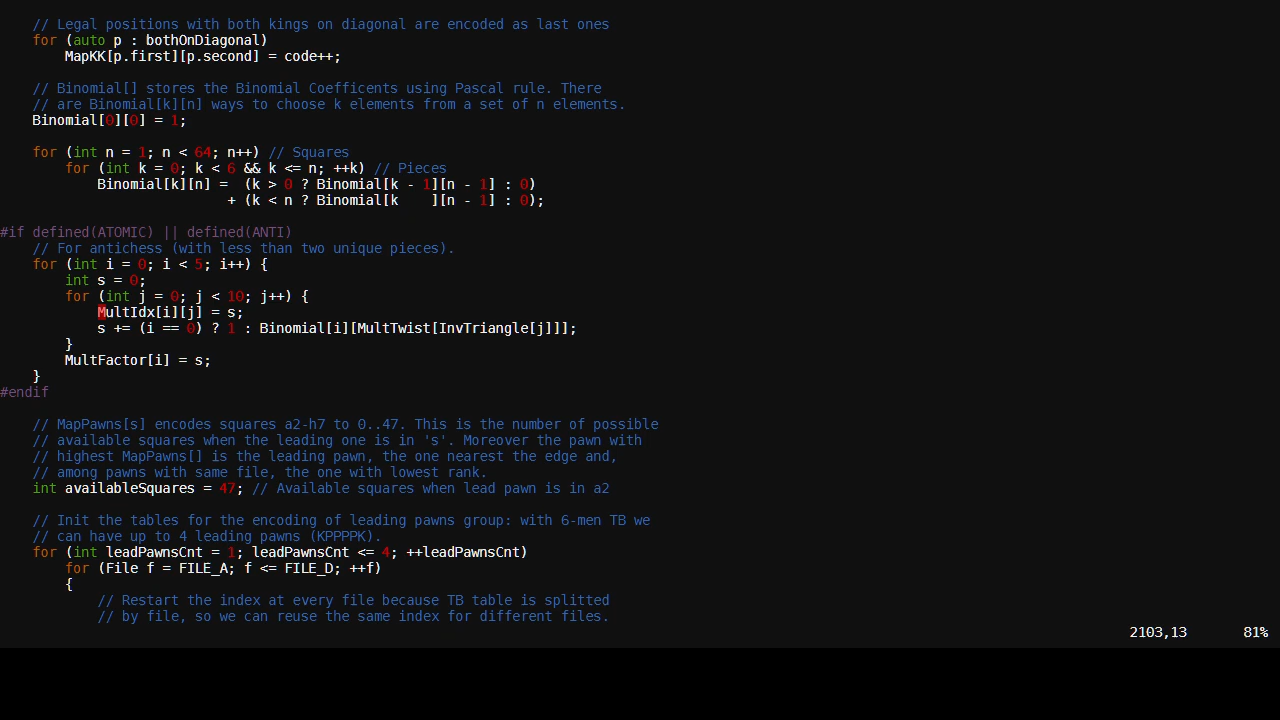 // Legal positions with both kings on diagonal are encoded as last ones
for (auto p : bothOnDiagonal)
MapKK[p.first][p.second] = code++;
// Binomial[] stores the Binomial Coefficents using Pascal rule. There
// are Binomial[k][n] ways to choose k elements from a set of n elements.
Binomial[0][0] = 1;
for (int n = 1; n < 64; n++) // Squares
for (int k = 0; k < 6 && k <= n; ++k) // Pieces
Binomial[k][n] =  (k > 0 ? Binomial[k - 1][n - 1] : 0)
+ (k < n ? Binomial[k    ][n - 1] : 0);
#if defined(ATOMIC) || defined(ANTI)
// For antichess (with less than two unique pieces).
for (int i = 0; i < 5; i++) {
int s = 0;
for (int j = 0; j < 10; j++) {
MultIdx[i][j] = s;
s += (i == 0) ? 1 : Binomial[i][MultTwist[InvTriangle[j]]];
}
MultFactor[i] = s;
}
#endif
// MapPawns[s] encodes squares a2-h7 to 0..47. This is the number of possible
// available squares when the leading one is in 's'. Moreover the pawn with
// highest MapPawns[] is the leading pawn, the one nearest the edge and,
// among pawns with same file, the one with lowest rank.
int availableSquares = 47; // Available squares when lead pawn is in a2
// Init the tables for the encoding of leading pawns group: with 6-men TB we
// can have up to 4 leading pawns (KPPPPK).
for (int leadPawnsCnt = 1; leadPawnsCnt <= 4; ++leadPawnsCnt)
for (File f = FILE_A; f <= FILE_D; ++f)
{
// Restart the index at every file because TB table is splitted
// by file, so we can reuse the same index for different files.
2103,13 81%